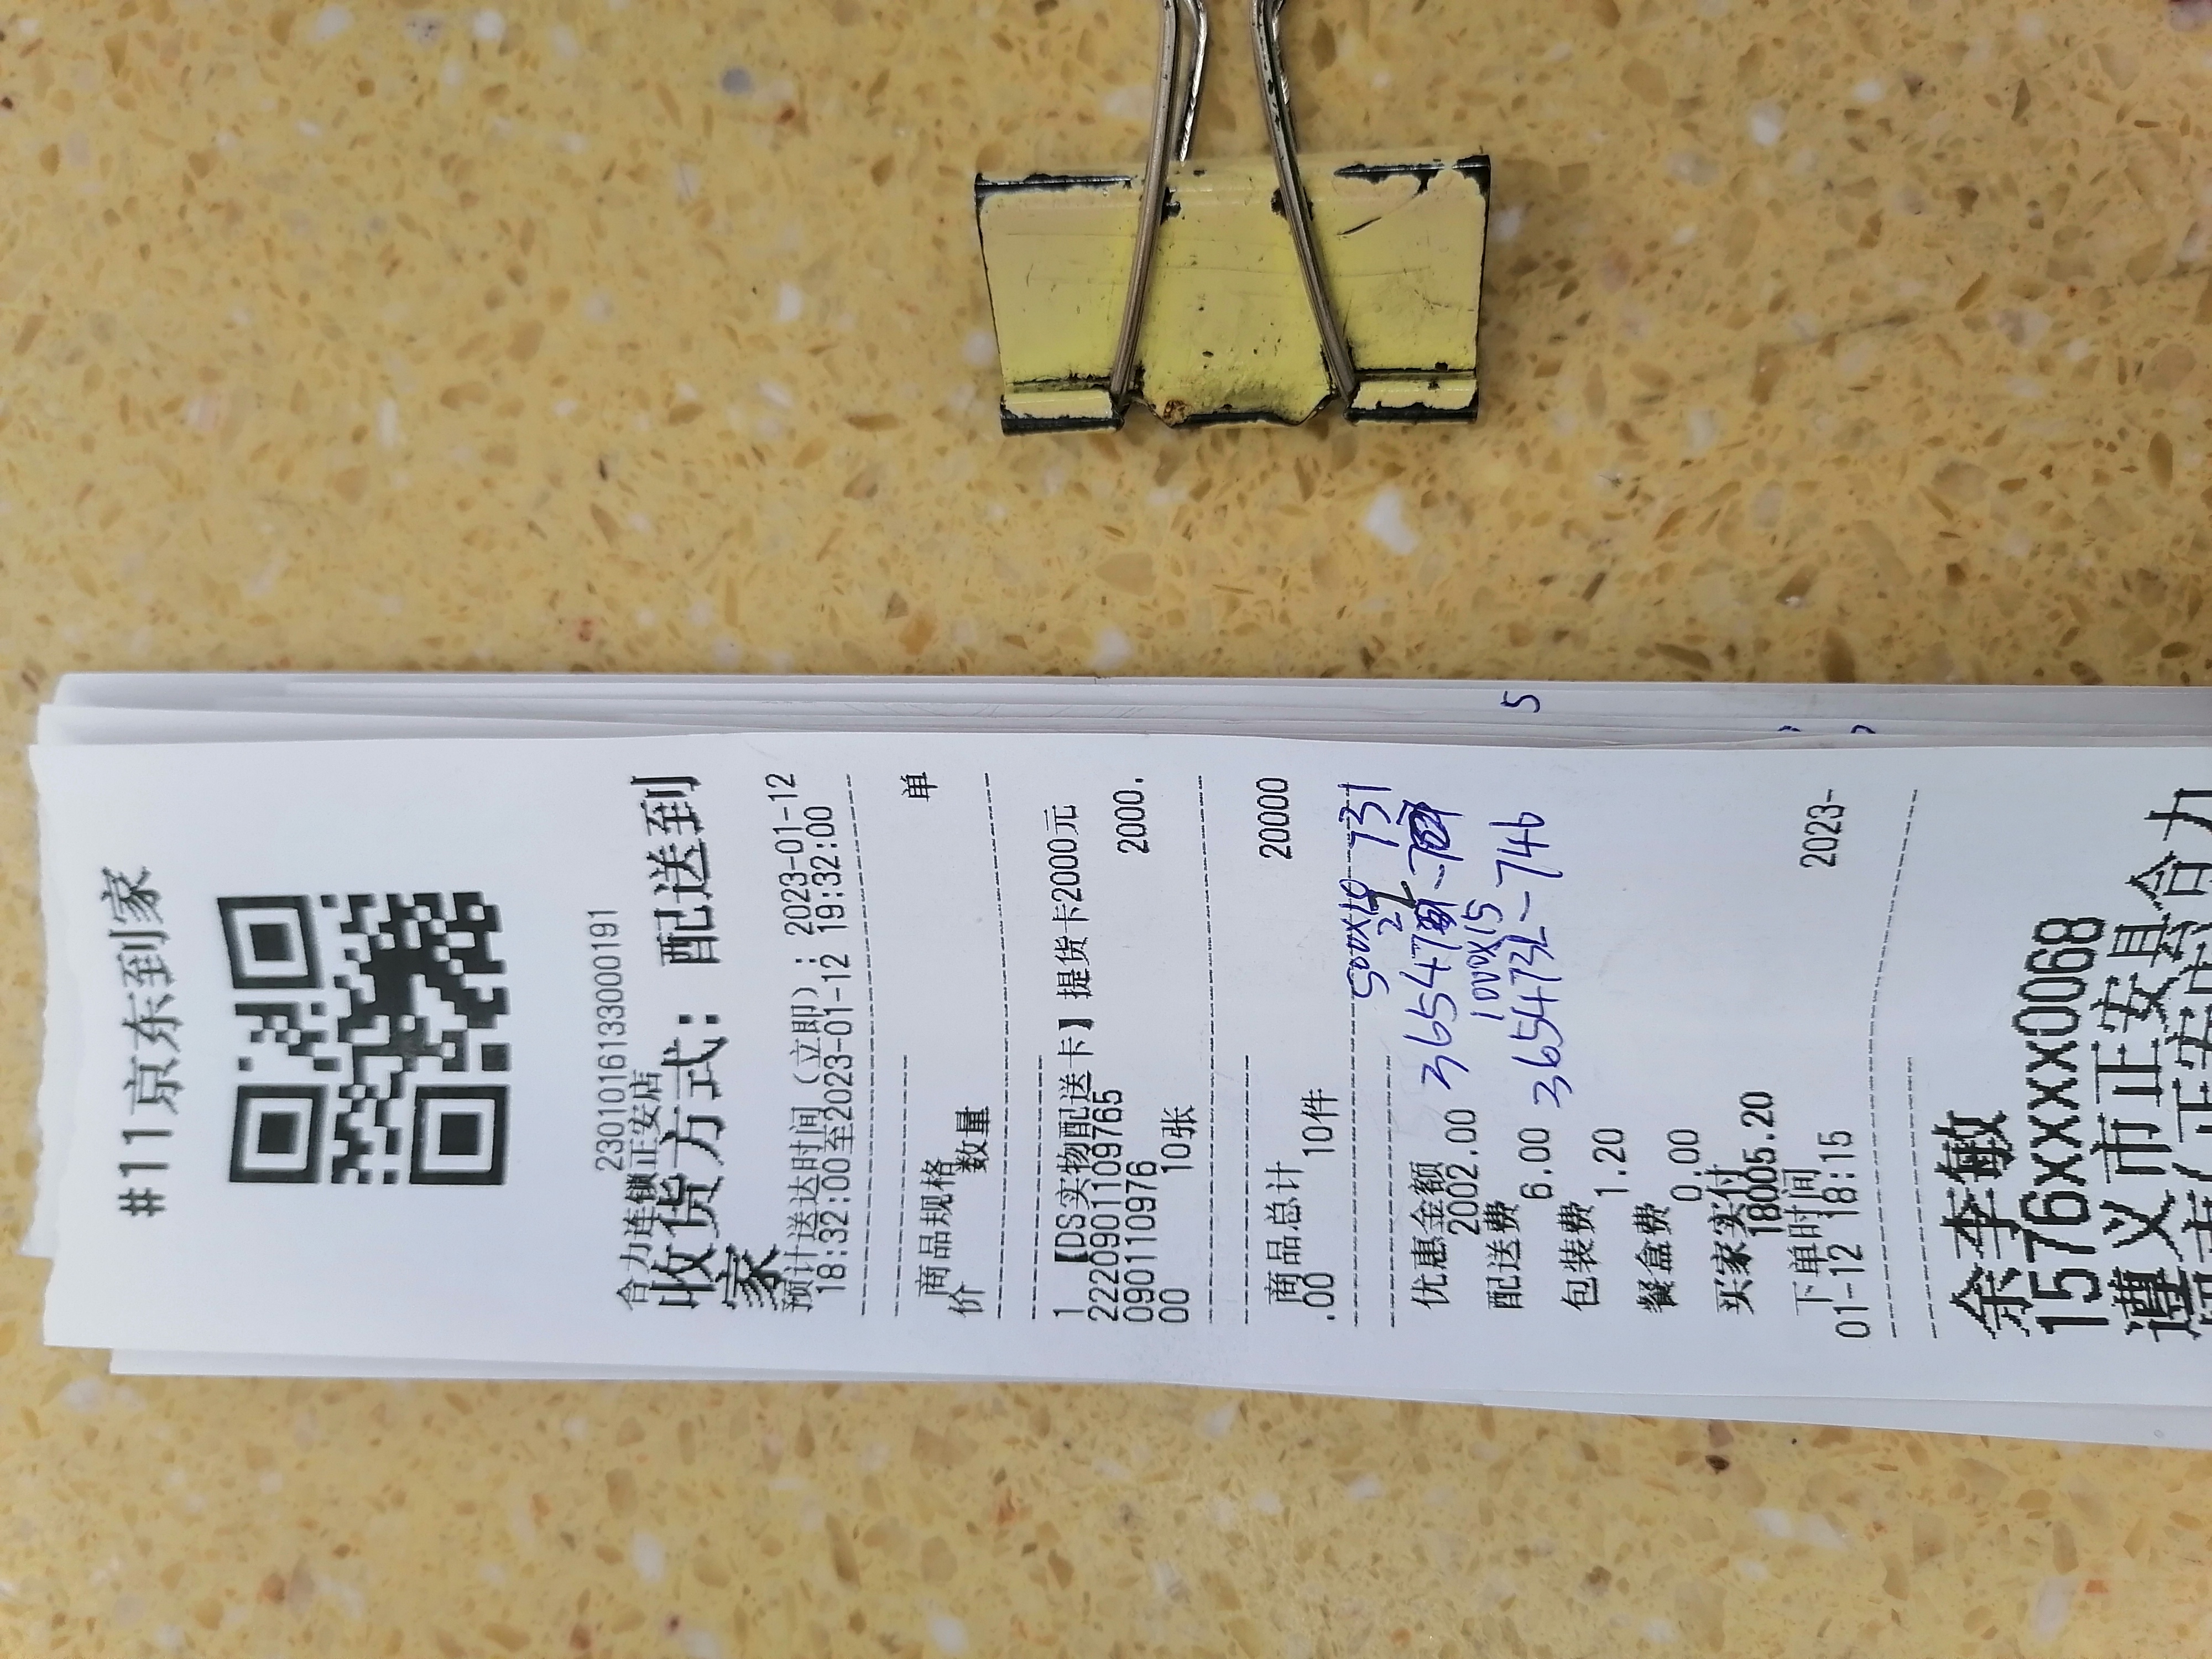 #11京东到家
2301016133000191
合力连锁正安店
收货方式: 配送到
家
预计送达时间(立即): 2023-01-12
18:32:00至2023-01-12 19:32:00
商品规格 单
价 数量
1 【DS实物配送卡】提货卡2000元
2220901109765
090110976 2000.
00 10张
商品总计 20000
.00 10件
500X10
731
优惠金额
2002.00
配送费
1000X15
6.00 3654732-746
包装费
1.20
餐盒费
0.00
买家实付
18005.20
下单时间 2023-
01-12 18:15
余李敏
1576xxxx0068
遵义市正安县合力
5